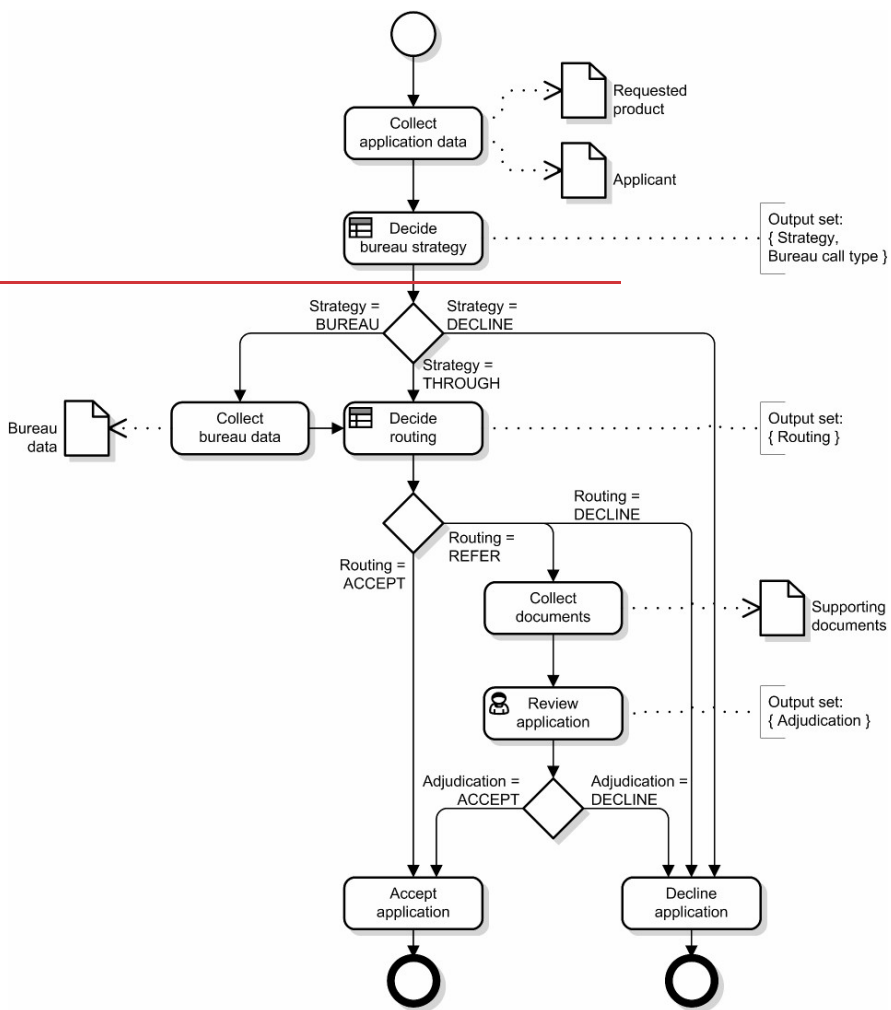 Requested
product
Collect
application data
Applicant
Decide
bureau strategy
Output set:
{ Strategy,
Bureau call type }
Strategy =
BUREAU
Strategy =
DECLINE
Strategy =
THROUGH
Bureau
data
Collect
bureau data
Decide
routing
Output set:
{ Routing }
Routing =
DECLINE
Routing =
REFER
Routing =
ACCEPT
Collect
documents
Supporting
documents
Review
application
Output set:
{ Adjudication }
Adjudication =
ACCEPT
Adjudication =
DECLINE
Accept
application
Decline
application